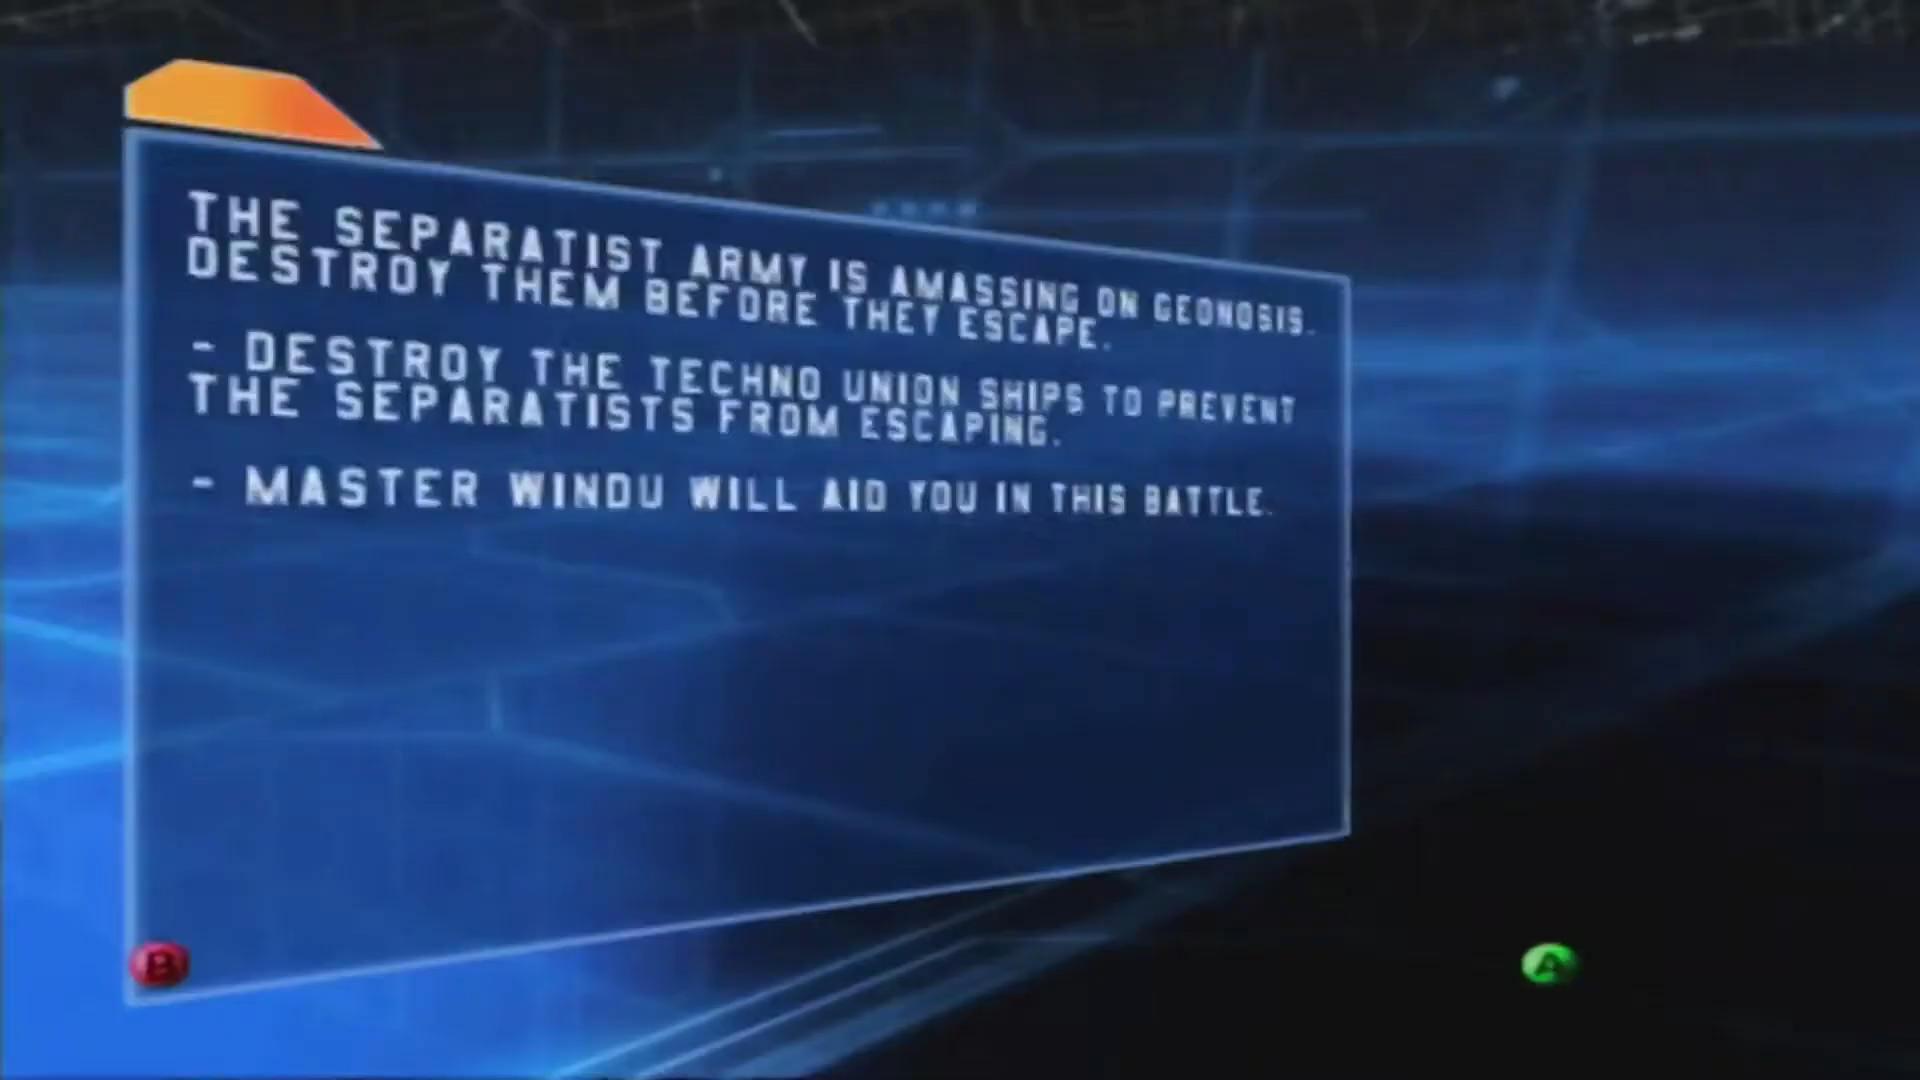 THE SEPARATIST ARMY IS AMASSING ON GEONOSIS.
DESTROY THEM BEFORE THEY ESCAPE.
- DESTROY THE TECHNO UNION SHIPS TO PREVENT
THE SEPARATISTS FROM ESCAPING.
- MASTER WINDU WILL AID YOU IN THIS BATTLE.
B
A